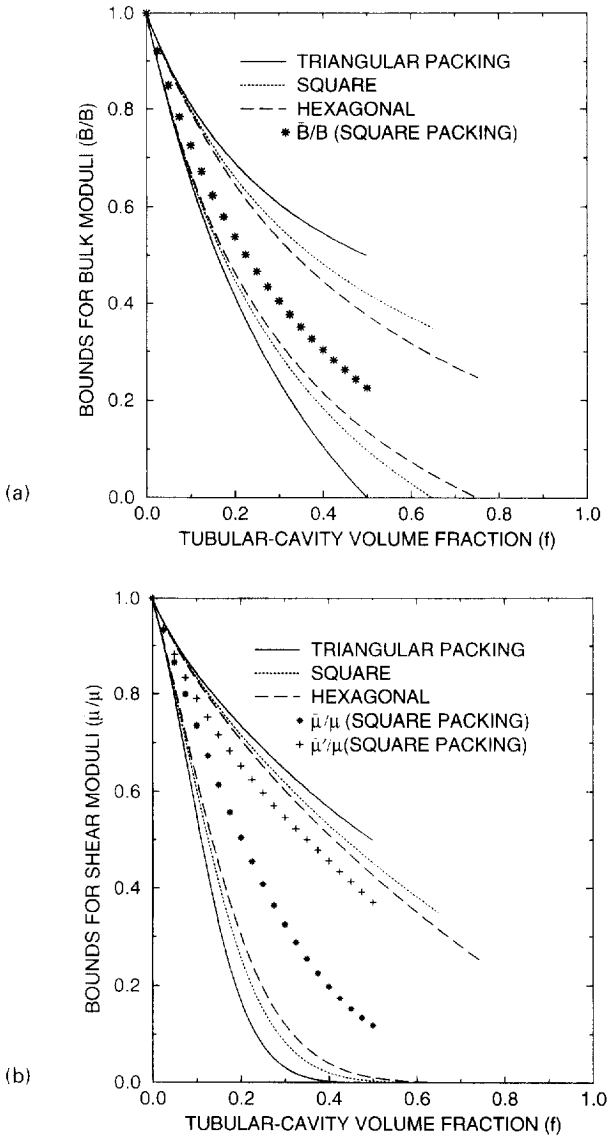 1.0
0.8
0.6
0.4
0.2
0.0
BOUNDS FOR BULK MODULI (B̄/B)
TRIANGULAR PACKING
SQUARE
HEXAGONAL
B̄/B (SQUARE PACKING)
0.0 0.2 0.4 0.6 0.8 1.0
TUBULAR-CAVITY VOLUME FRACTION (f)
(a)
1.0
0.8
0.6
0.4
0.2
0.0
BOUNDS FOR SHEAR MODULI (μ̄/μ)
TRIANGULAR PACKING
SQUARE
HEXAGONAL
μ̄/μ (SQUARE PACKING)
μ̄'/μ(SQUARE PACKING)
0.0 0.2 0.4 0.6 0.8 1.0
TUBULAR-CAVITY VOLUME FRACTION (f)
(b)